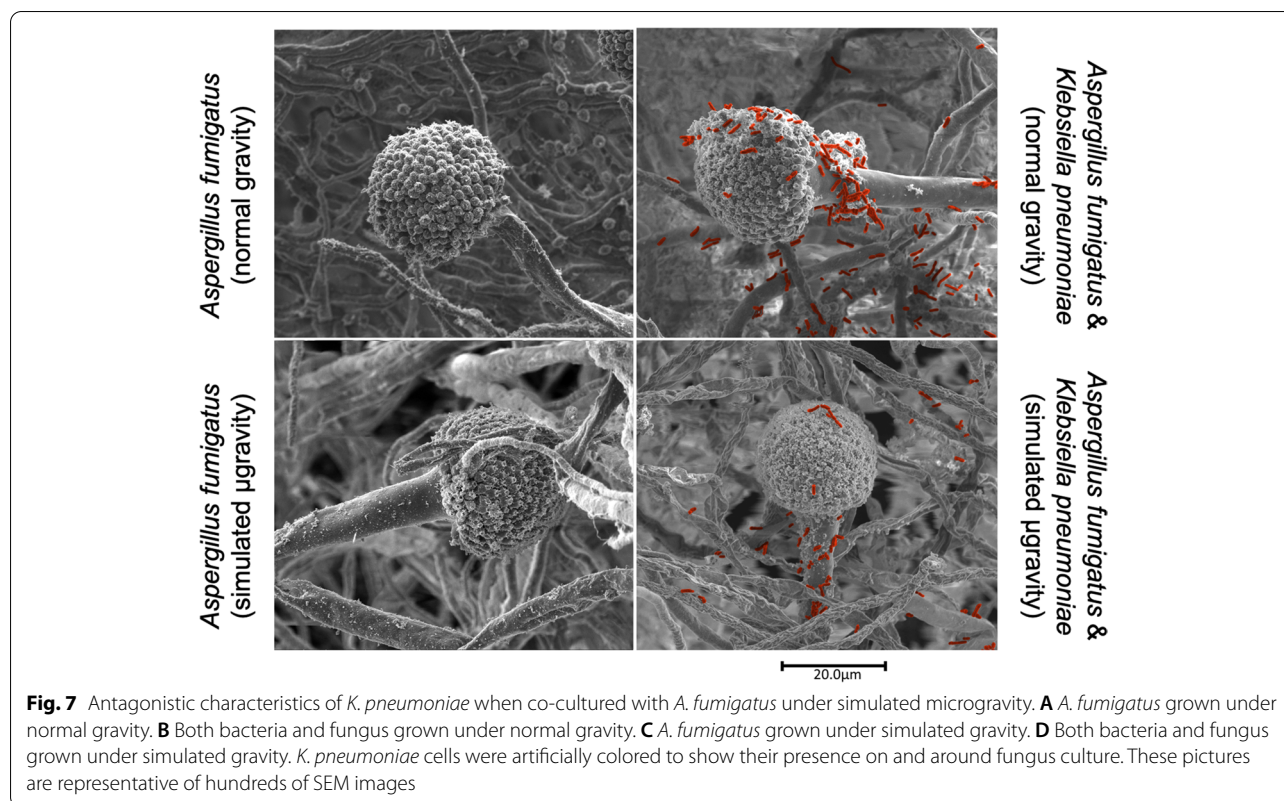 Aspergillus fumigatus
(normal gravity)
Aspergillus fumigatus &
Klebsiella pneumoniae
(normal gravity)
Aspergillus fumigatus
(simulated µgravity)
Aspergillus fumigatus &
Klebsiella pneumoniae
(simulated µgravity)
20.0µm
Fig. 7 Antagonistic characteristics of K. pneumoniae when co-cultured with A. fumigatus under simulated microgravity. A A. fumigatus grown under
normal gravity. B Both bacteria and fungus grown under normal gravity. C A. fumigatus grown under simulated gravity. D Both bacteria and fungus
grown under simulated gravity. K. pneumoniae cells were artificially colored to show their presence on and around fungus culture. These pictures
are representative of hundreds of SEM images